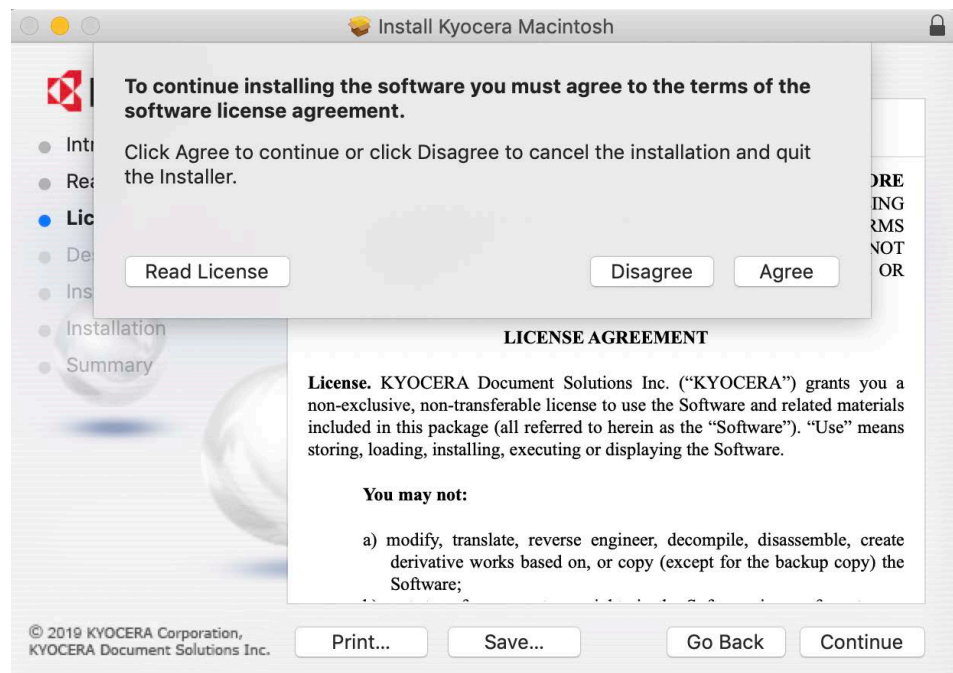 Install Kyocera Macintosh
To continue installing the software you must agree to the terms of the
software license agreement.
Click Agree to continue or click Disagree to cancel the installation and quit
the Installer.
Read License
Disagree
Agree
Installation
Summary
OR
LICENSE AGREEMENT
License. KYOCERA Document Solutions Inc. (“KYOCERA”) grants you a
non-exclusive, non-transferable license to use the Software and related materials
included in this package (all referred to herein as the “Software”). “Use” means
storing, loading, installing, executing or displaying the Software.
You may not:
a) modify, translate, reverse engineer, decompile, disassemble, create
derivative works based on, or copy (except for the backup copy) the
Software;
© 2019 KYOCERA Corporation,
KYOCERA Document Solutions Inc.
Print...
Save...
Go Back
Continue